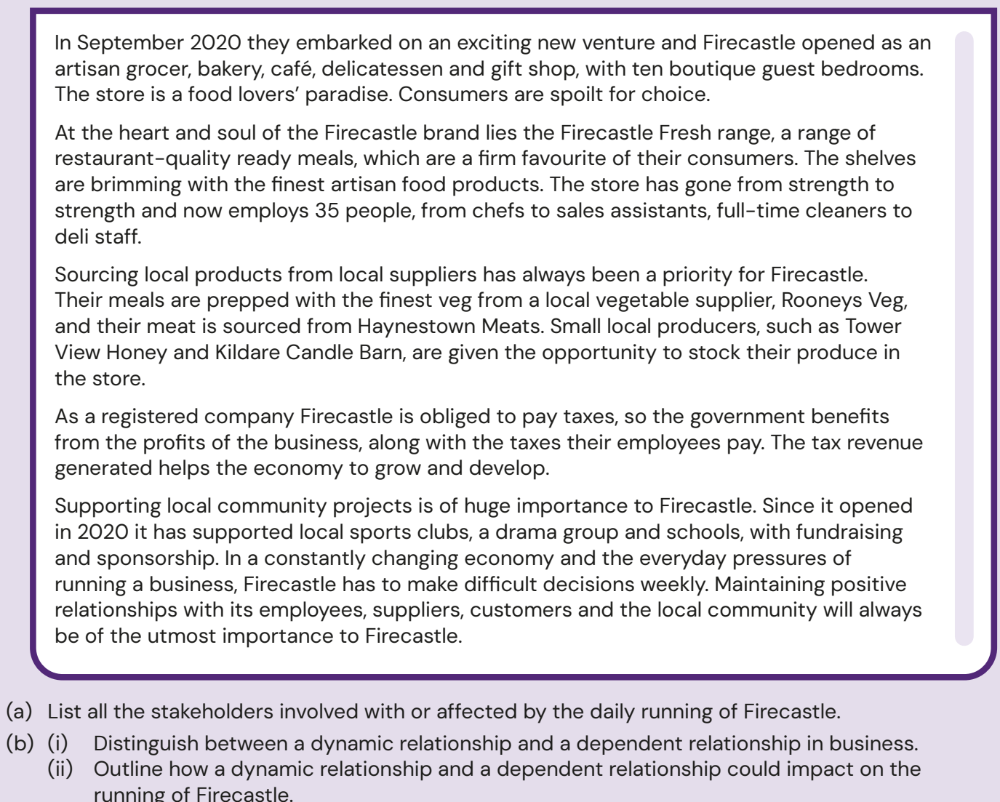 In September 2020 they embarked on an exciting new venture and Firecastle opened as an
artisan grocer, bakery, café, delicatessen and gift shop, with ten boutique guest bedrooms.
The store is a food lovers’ paradise. Consumers are spoilt for choice.
At the heart and soul of the Firecastle brand lies the Firecastle Fresh range, a range of
restaurant-quality ready meals, which are a firm favourite of their consumers. The shelves
are brimming with the finest artisan food products. The store has gone from strength to
strength and now employs 35 people, from chefs to sales assistants, full-time cleaners to
deli staff.
Sourcing local products from local suppliers has always been a priority for Firecastle.
Their meals are prepped with the finest veg from a local vegetable supplier, Rooneys Veg,
and their meat is sourced from Haynestown Meats. Small local producers, such as Tower
View Honey and Kildare Candle Barn, are given the opportunity to stock their produce in
the store.
As a registered company Firecastle is obliged to pay taxes, so the government benefits
from the profits of the business, along with the taxes their employees pay. The tax revenue
generated helps the economy to grow and develop.
Supporting local community projects is of huge importance to Firecastle. Since it opened
in 2020 it has supported local sports clubs, a drama group and schools, with fundraising
and sponsorship. In a constantly changing economy and the everyday pressures of
running a business, Firecastle has to make difficult decisions weekly. Maintaining positive
relationships with its employees, suppliers, customers and the local community will always
be of the utmost importance to Firecastle.
(a) List all the stakeholders involved with or affected by the daily running of Firecastle.
(b) (i) Distinguish between a dynamic relationship and a dependent relationship in business.
(ii) Outline how a dynamic relationship and a dependent relationship could impact on the
running of Firecastle.